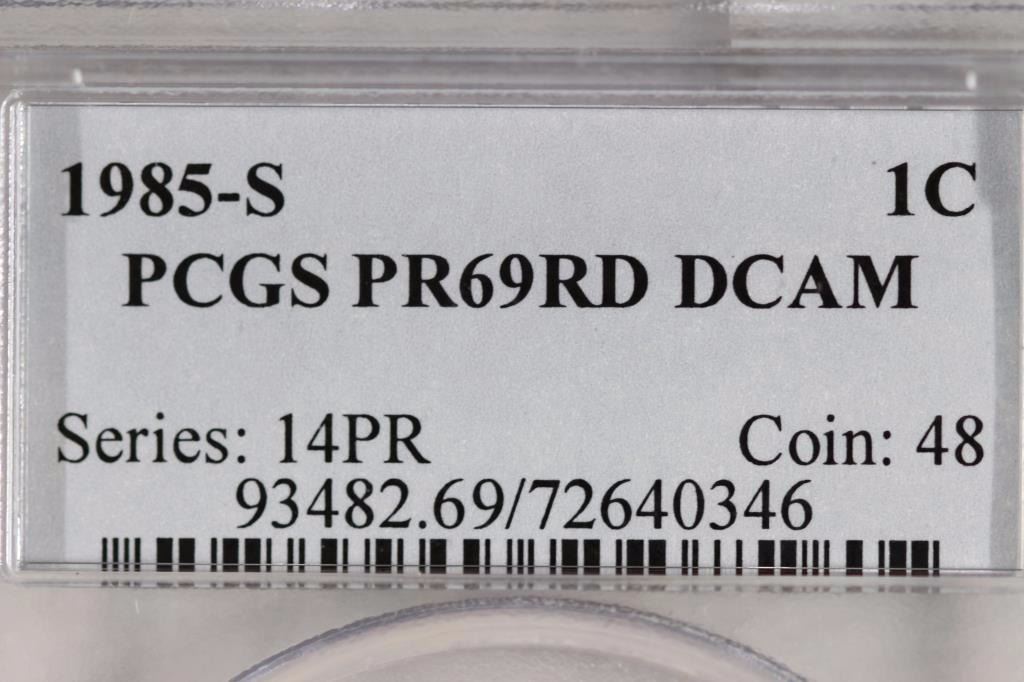 1985-S 1C
PCGS PR69RD DCAM
Series: 14PR Coin: 48
93482.69/72640346